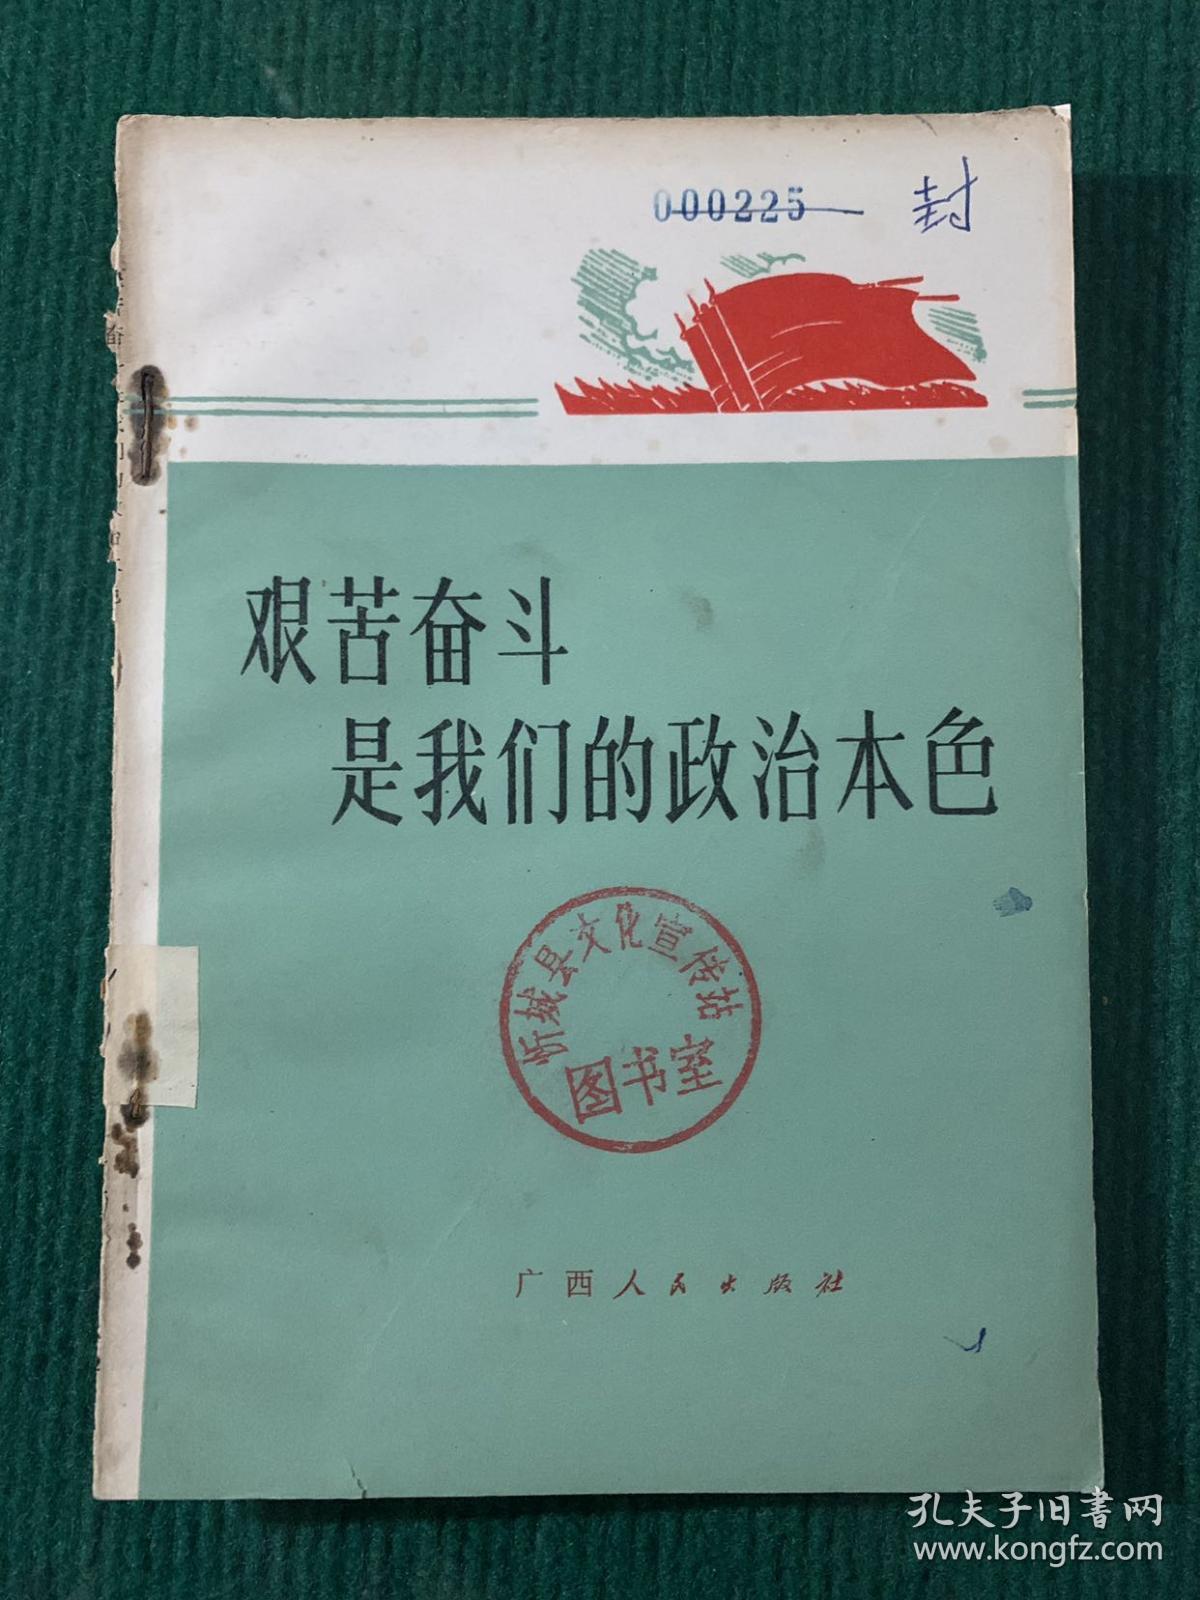 000225 封
艰苦奋斗
是我们的政治本色
忻城县文化宣传站
图书室
广西人民出版社
孔夫子旧书网
www.kongfz.com